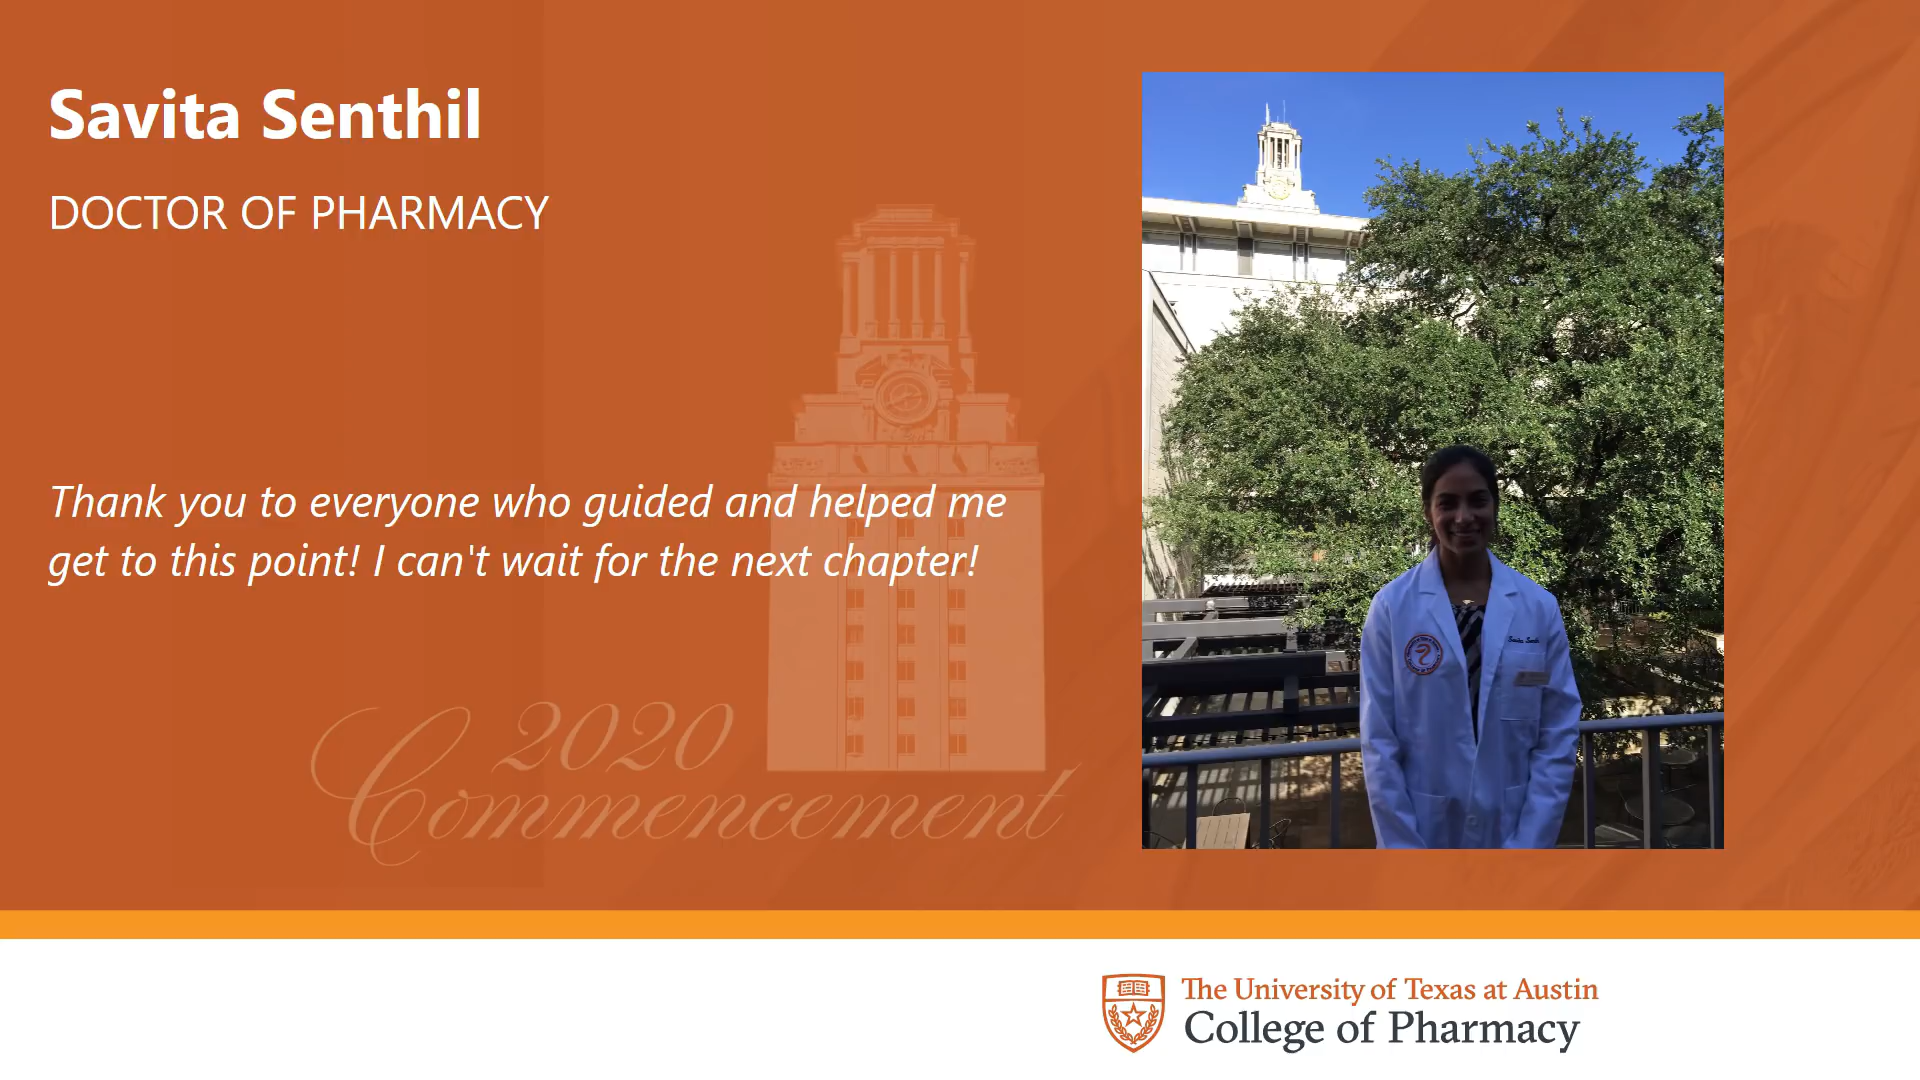 Savita Senthil
DOCTOR OF PHARMACY
Thank you to everyone who guided and helped me
get to this point! I can't wait for the next chapter!
2020
Commencement
The University of Texas at Austin
College of Pharmacy